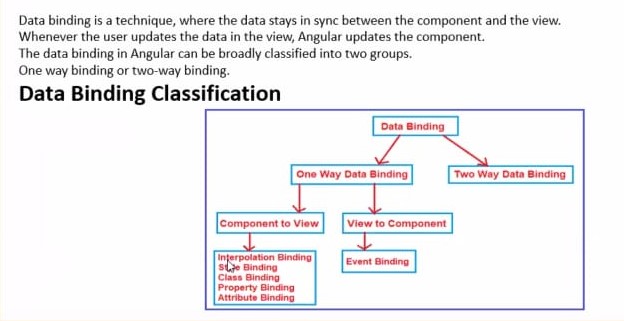 Data binding is a technique, where the data stays in sync between the component and the view.
Whenever the user updates the data in the view, Angular updates the component.
The data binding in Angular can be broadly classified into two groups.
One way binding or two-way binding.
Data Binding Classification
Data Binding
One Way Data Binding
Two Way Data Binding
Component to View
View to Component
Interpolation Binding
Style Binding
Class Binding
Property Binding
Attribute Binding
Event Binding